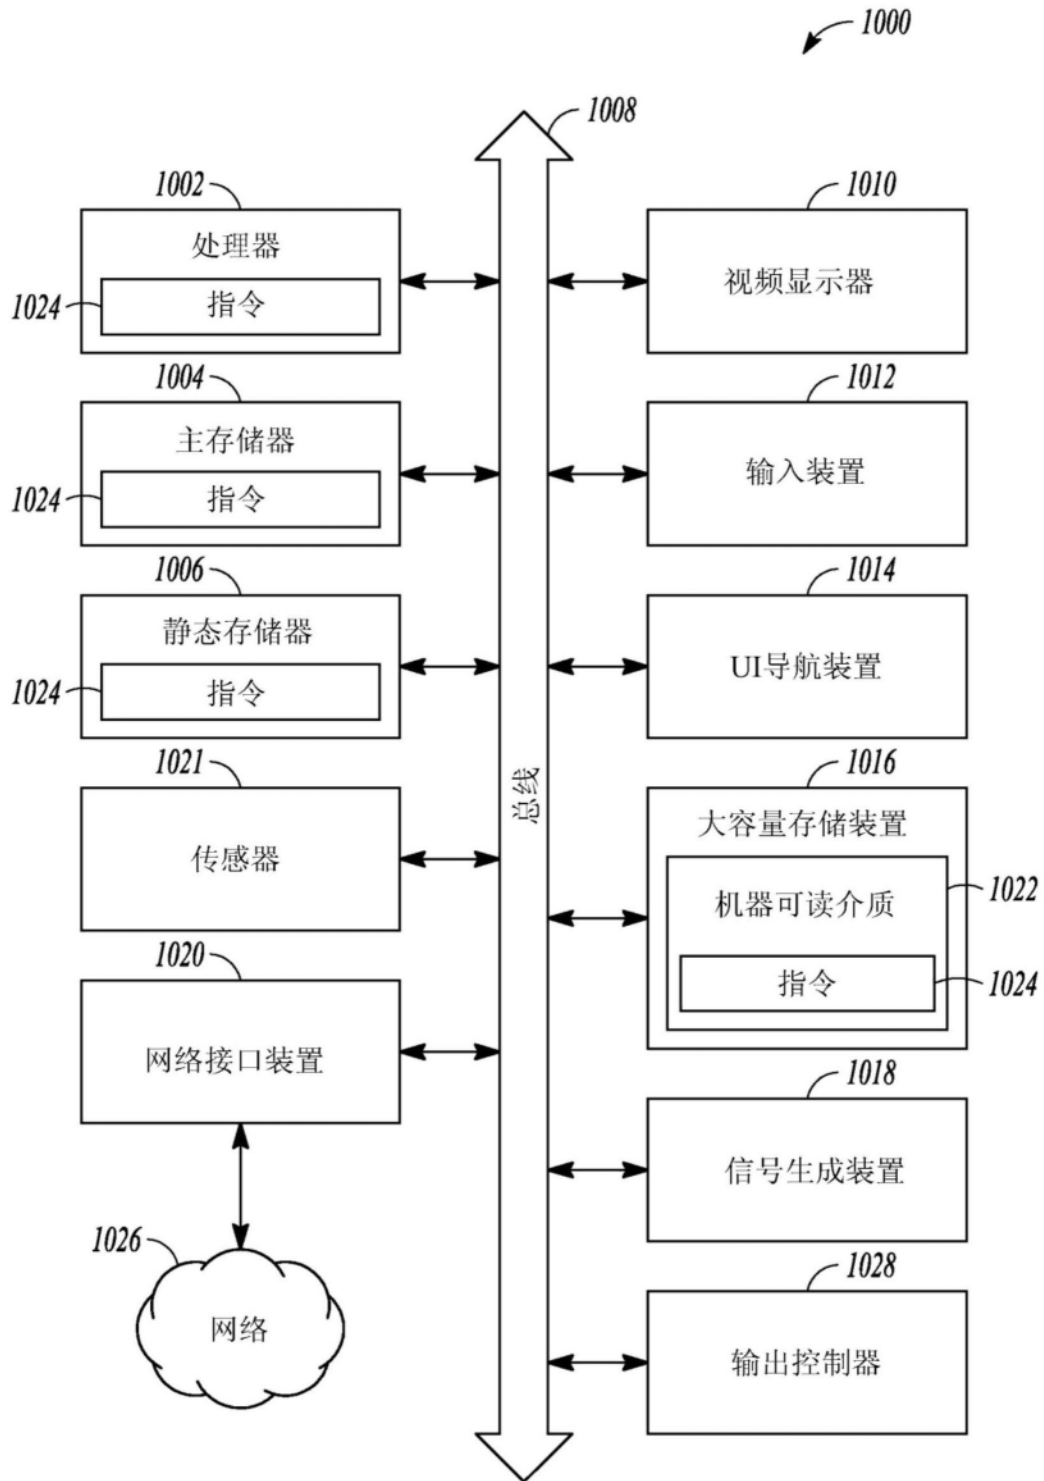 1000
1008
1002
处理器
1024
指令
1004
主存储器
1024
指令
1006
静态存储器
1024
指令
1021
传感器
1020
网络接口装置
1026
网络
总线
1010
视频显示器
1012
输入装置
1014
UI导航装置
1016
大容量存储装置
机器可读介质
1022
指令
1024
1018
信号生成装置
1028
输出控制器